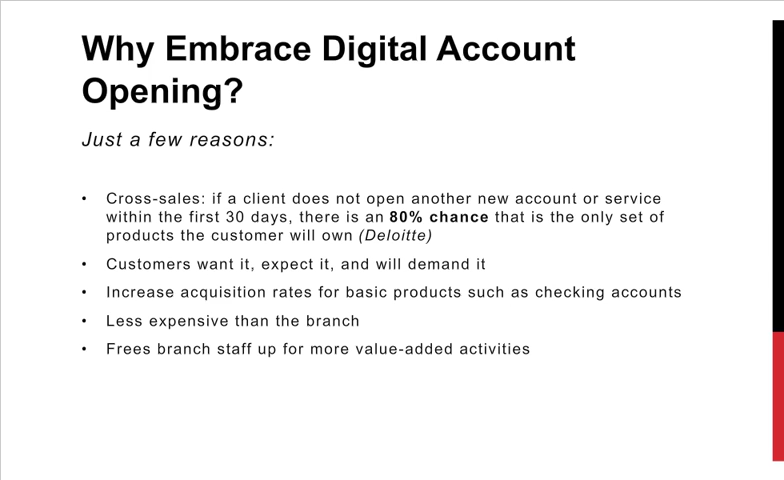 Why Embrace Digital Account
Opening?
Just a few reasons:
• Cross-sales: if a client does not open another new account or service
within the first 30 days, there is an 80% chance that is the only set of
products the customer will own (Deloitte)
• Customers want it, expect it, and will demand it
• Increase acquisition rates for basic products such as checking accounts
• Less expensive than the branch
• Frees branch staff up for more value-added activities